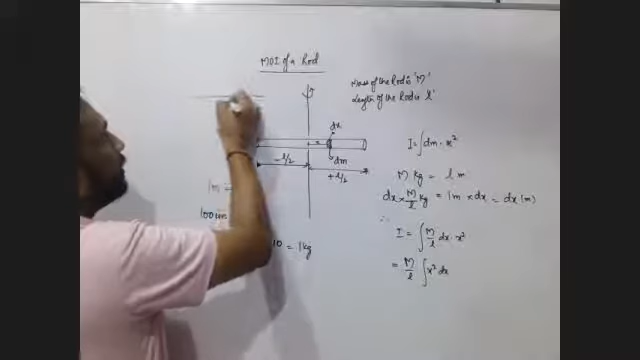 MOI of a Rod
Mass of the Rod is 'M'
Length of the Rod is 'l'
dx
dm
-l/2
+l/2
I = ∫dm · x²
M kg = l m
dx × M/l kg = 1m × dx = dx (m)
∴
I = ∫ M/l dx · x²
= M/l ∫ x² dx
1m =
100cm
10 = 1kg